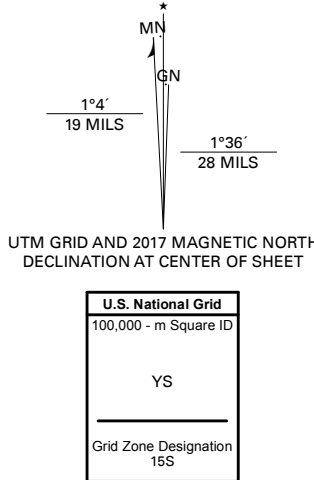 MN
GN
1°4´
19 MILS
1°36´
28 MILS
UTM GRID AND 2017 MAGNETIC NORTH
DECLINATION AT CENTER OF SHEET
U.S. National Grid
100,000 - m Square ID
YS
Grid Zone Designation
15S